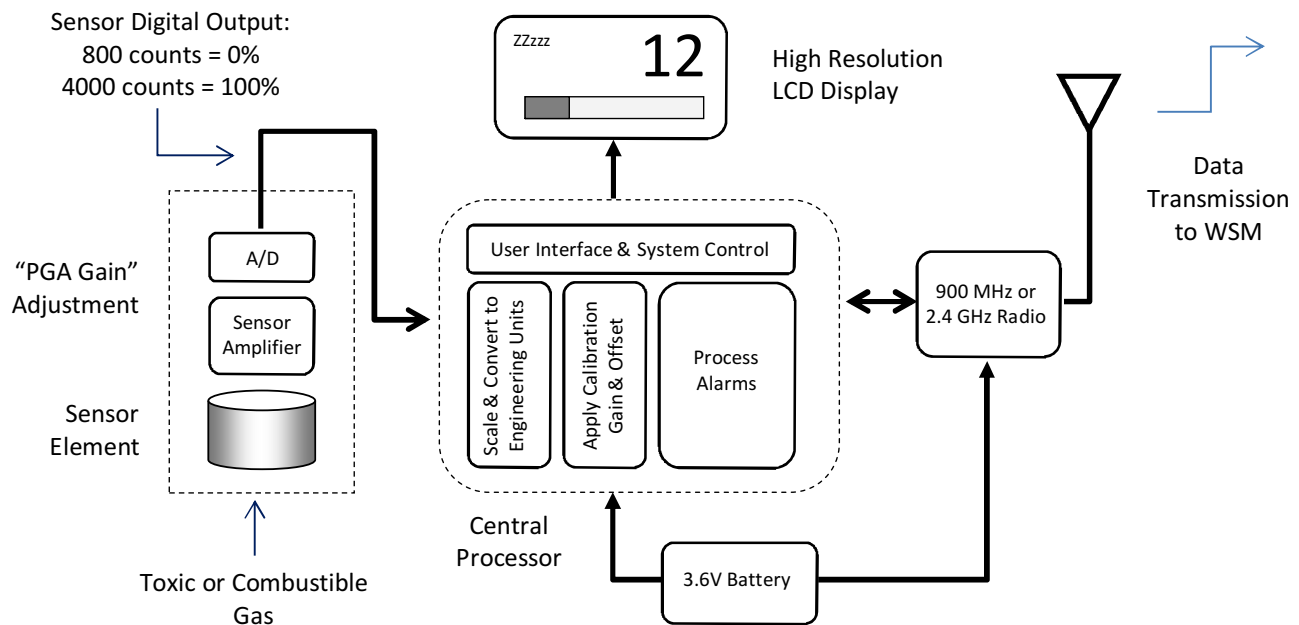 Sensor Digital Output:
800 counts = 0%
4000 counts = 100%
ZZzzz
12
High Resolution
LCD Display
Data
Transmission
to WSM
“PGA Gain”
Adjustment
A/D
Sensor
Amplifier
Sensor
Element
Toxic or Combustible
Gas
User Interface & System Control
Scale & Convert to
Engineering Units
Apply Calibration
Gain & Offset
Process
Alarms
Central
Processor
900 MHz or
2.4 GHz Radio
3.6V Battery